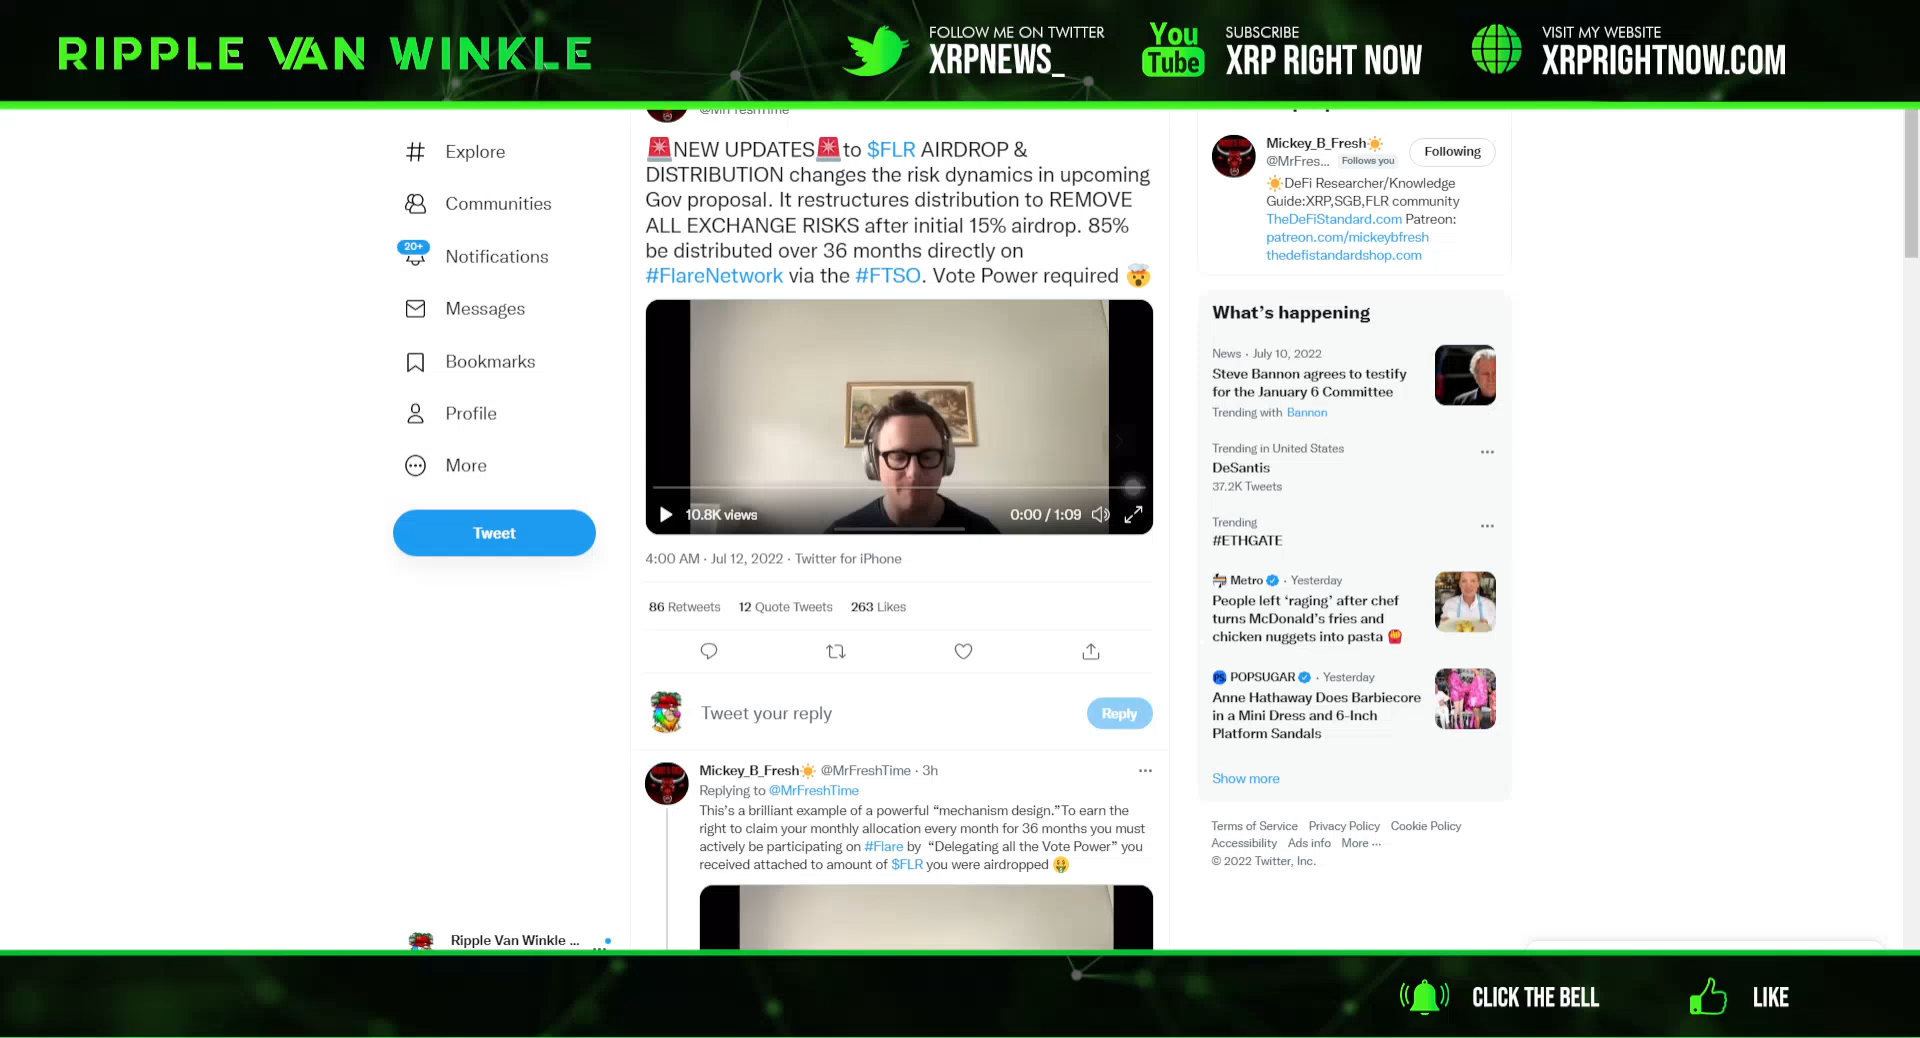 RIPPLE VAN WINKLE
FOLLOW ME ON TWITTER
XRPNEWS_
You
Tube
SUBSCRIBE
XRP RIGHT NOW
VISIT MY WEBSITE
XRPRIGHTNOW.COM
Explore
Communities
20+
Notifications
Messages
Bookmarks
Profile
More
Tweet
Ripple Van Winkle ...
@MrFreshTime
🚨NEW UPDATES🚨to $FLR AIRDROP &
DISTRIBUTION changes the risk dynamics in upcoming
Gov proposal. It restructures distribution to REMOVE
ALL EXCHANGE RISKS after initial 15% airdrop. 85%
be distributed over 36 months directly on
#FlareNetwork via the #FTSO. Vote Power required 🤯
10.8K views
0:00 / 1:09
4:00 AM · Jul 12, 2022 · Twitter for iPhone
86 Retweets 12 Quote Tweets 263 Likes
Tweet your reply
Reply
Mickey_B_Fresh☀️ @MrFreshTime · 3h
Replying to @MrFreshTime
This's a brilliant example of a powerful “mechanism design.”To earn the
right to claim your monthly allocation every month for 36 months you must
actively be participating on #Flare by “Delegating all the Vote Power” you
received attached to amount of $FLR you were airdropped 🤑
Mickey_B_Fresh☀️
@MrFres... Follows you
Following
☀️DeFi Researcher/Knowledge
Guide:XRP,SGB,FLR community
TheDeFiStandard.com Patreon:
patreon.com/mickeybfresh
thedefistandardshop.com
What’s happening
News · July 10, 2022
Steve Bannon agrees to testify
for the January 6 Committee
Trending with Bannon
Trending in United States
DeSantis
37.2K Tweets
Trending
#ETHGATE
Metro · Yesterday
People left ‘raging’ after chef
turns McDonald’s fries and
chicken nuggets into pasta 🍟
POPSUGAR · Yesterday
Anne Hathaway Does Barbiecore
in a Mini Dress and 6-Inch
Platform Sandals
Show more
Terms of Service Privacy Policy Cookie Policy
Accessibility Ads info More ···
© 2022 Twitter, Inc.
CLICK THE BELL
LIKE